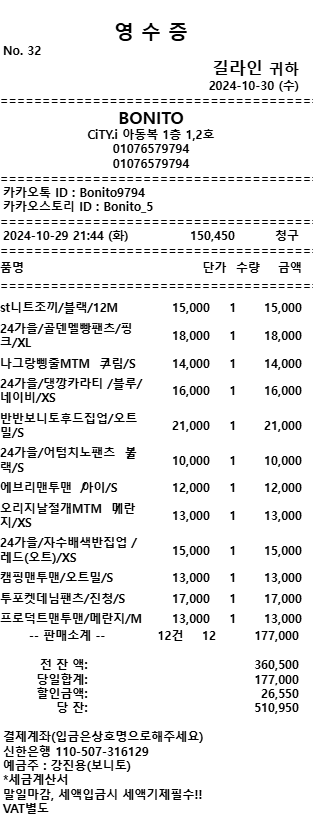 영 수 증
No. 32
길라인 귀하
2024-10-30 (수)
BONITO
CiTY.i 아동복 1층 1,2호
01076579794
01076579794
카카오톡 ID : Bonito9794
카카오스토리 ID : Bonito_5
2024-10-29 21:44 (화) 150,450 청구
품명 단가 수량 금액
st니트조끼/블랙/12M 15,000 1 15,000
24가을/골덴멜빵팬츠/핑 18,000 1 18,000
크/XL
나그랑삥줄MTM /크림/S 14,000 1 14,000
24가을/댕깡카라티 /블루/ 16,000 1 16,000
네이비/XS
반반보니토후드집업/오트 21,000 1 21,000
밀/S
24가을/어텀치노팬츠 /블 10,000 1 10,000
랙/S
에브리맨투맨 /아이/S 12,000 1 12,000
오리지날절개MTM /메란 13,000 1 13,000
지/XS
24가을/자수배색반집업 / 15,000 1 15,000
레드(오트)/XS
캠핑맨투맨/오트밀/S 13,000 1 13,000
투포켓데님팬츠/진청/S 17,000 1 17,000
프로덕트맨투맨/메란지/M 13,000 1 13,000
-- 판매소계 -- 12건 12 177,000
전 잔 액: 360,500
당일합계: 177,000
할인금액: 26,550
당 잔: 510,950
결제계좌(입금은상호명으로해주세요)
신한은행 110-507-316129
예금주 : 강진용(보니토)
*세금계산서
말일마감, 세액입금시 세액기제필수!!
VAT별도